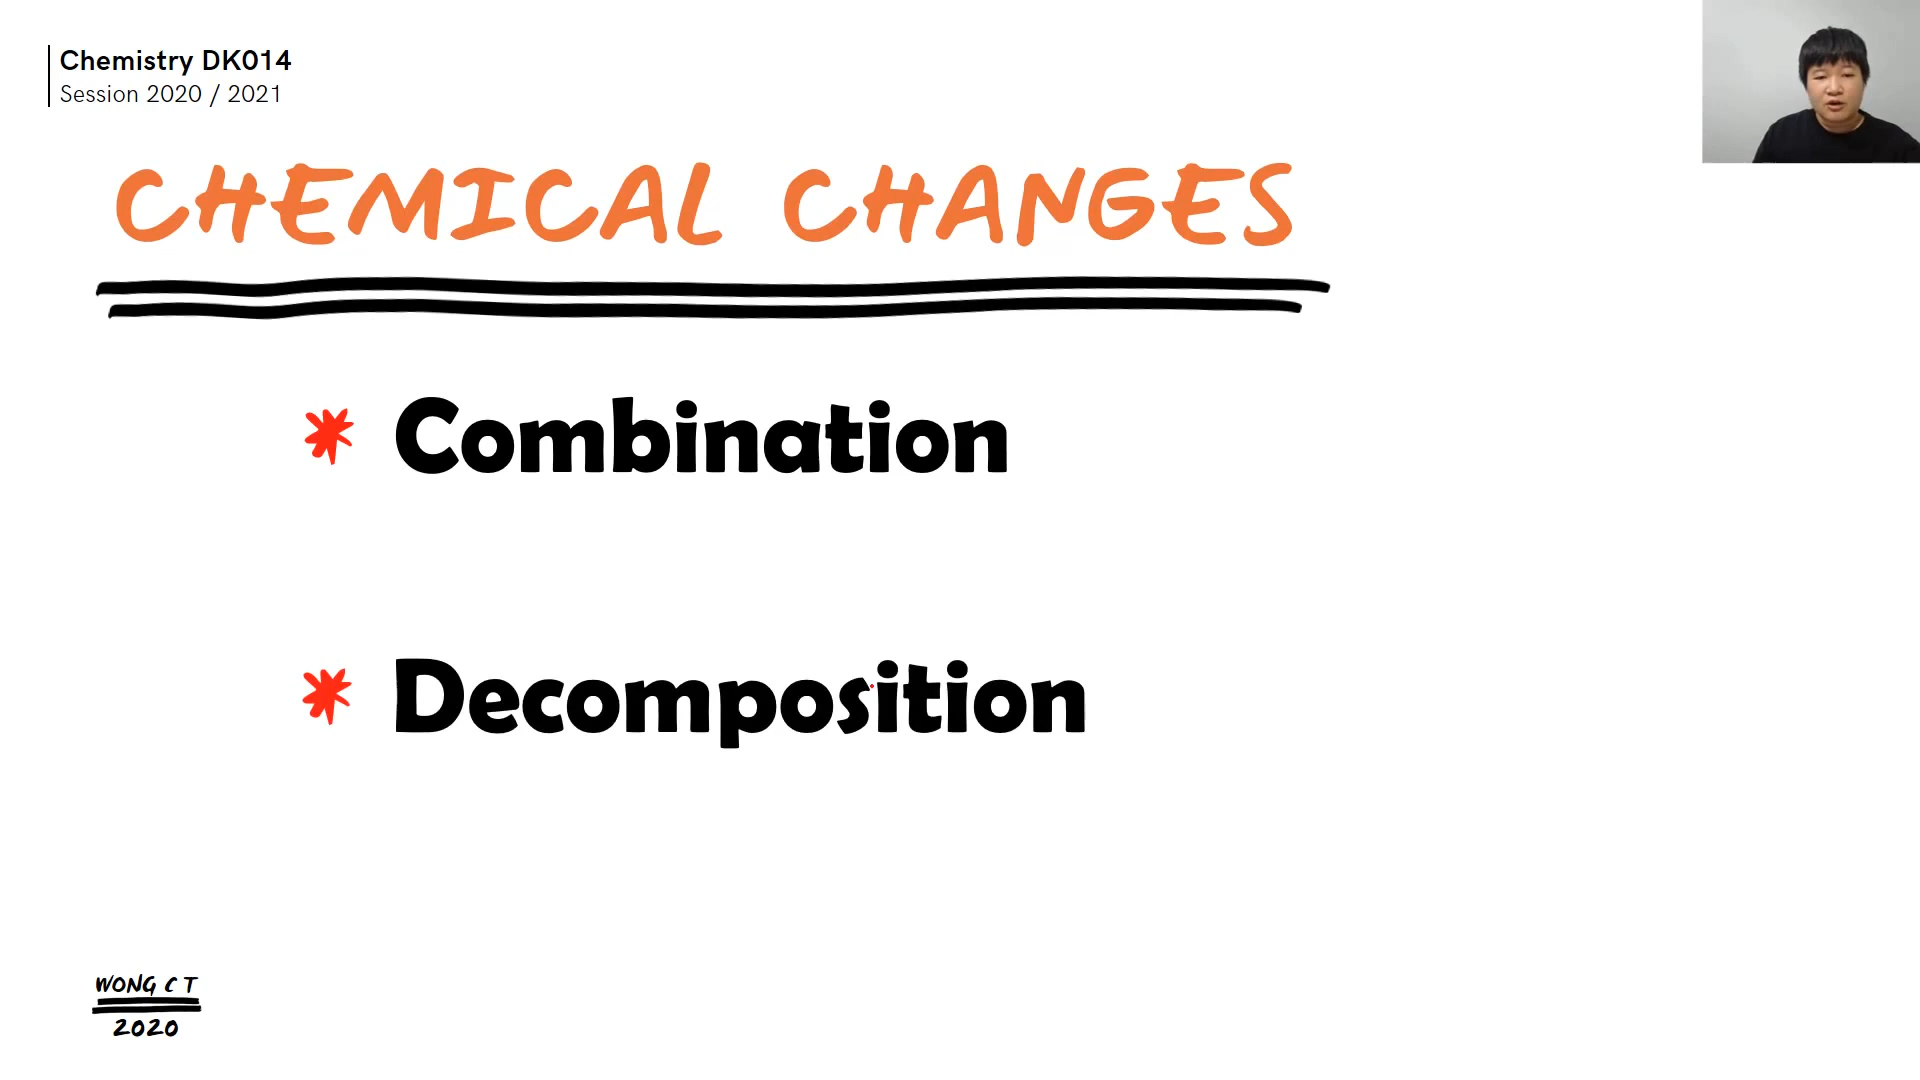 Chemistry DK014
Session 2020 / 2021
CHEMICAL CHANGES
Combination
Decomposition
WONG C T
2020